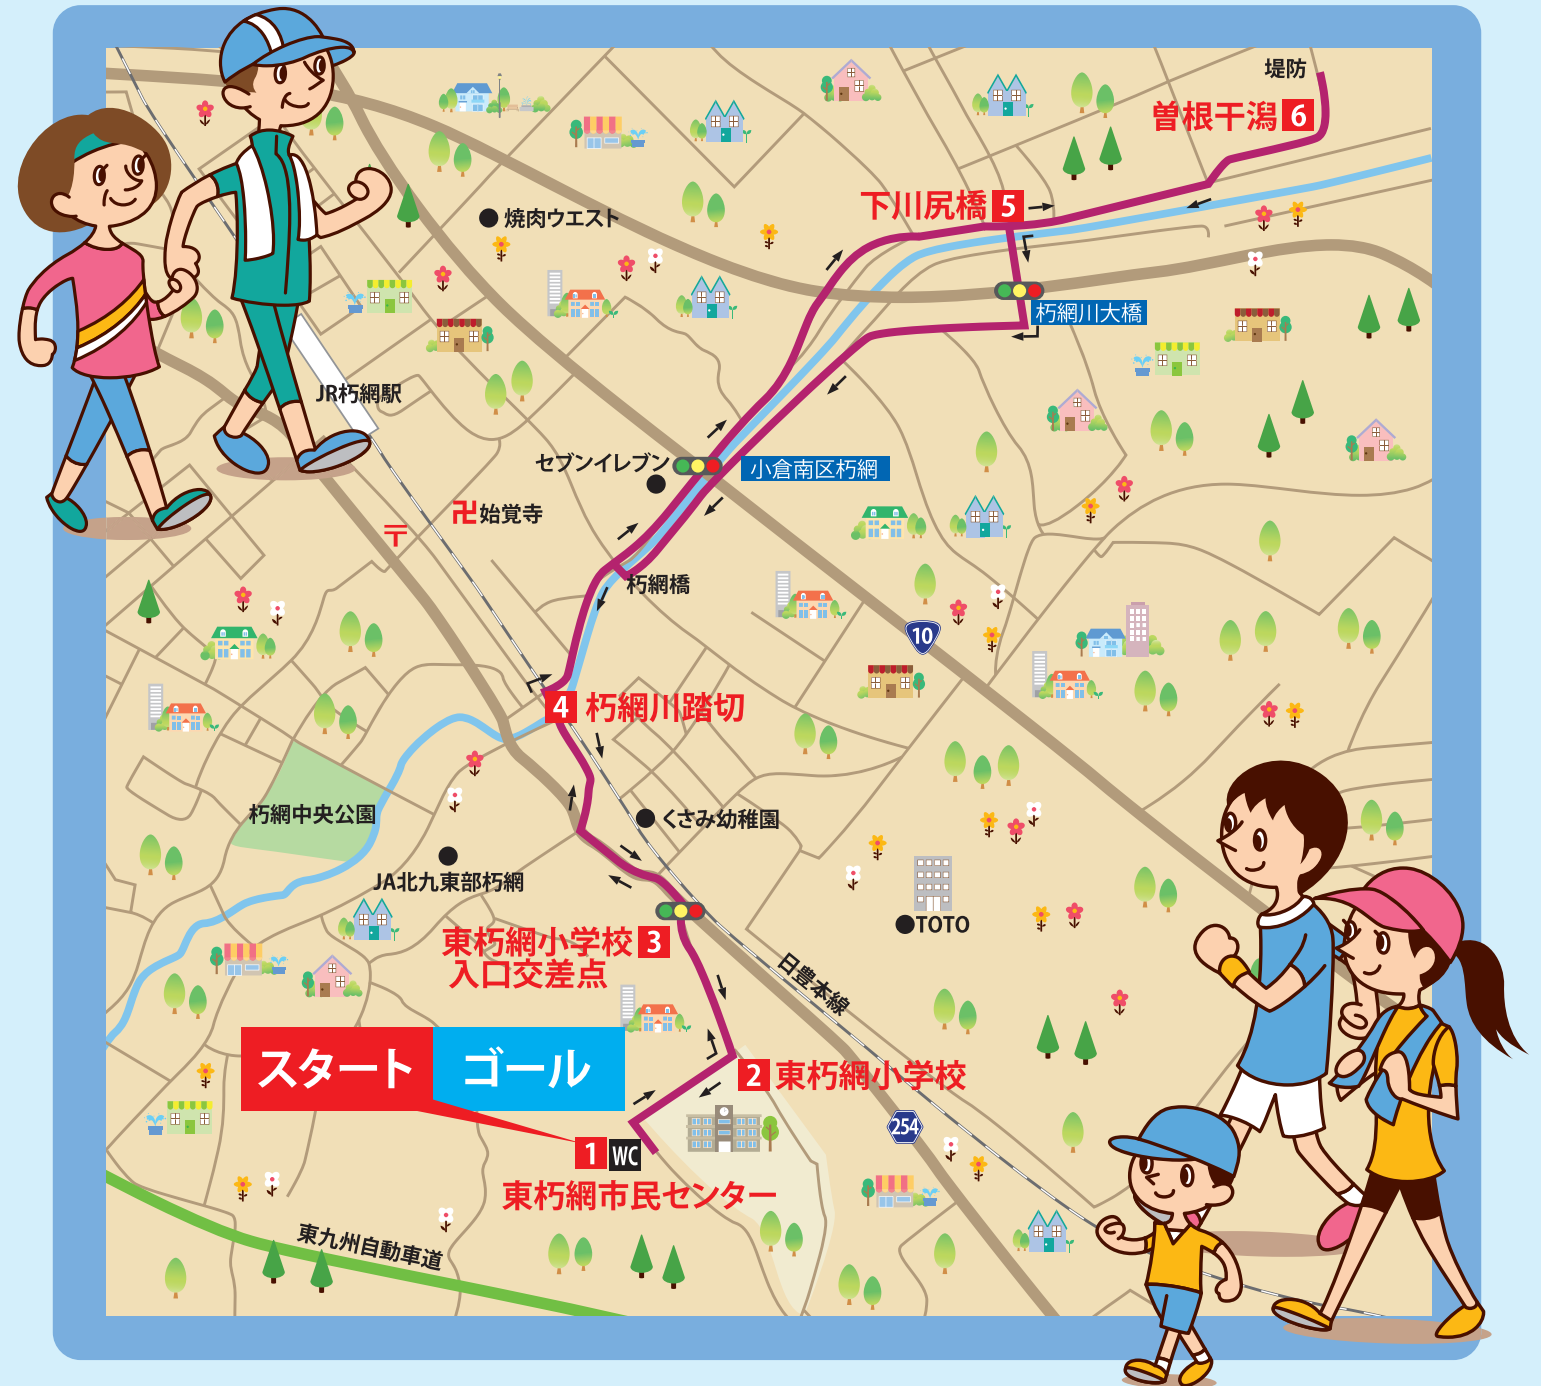 堤防
曽根干潟 6
下川尻橋 5
焼肉ウエスト
朽網川大橋
JR朽網駅
セブンイレブン
小倉南区朽網
卍始覚寺
〒
朽網橋
10
4 朽網川踏切
朽網中央公園
くさみ幼稚園
JA北九東部朽網
TOTO
東朽網小学校 3
入口交差点
日豊本線
スタート ゴール
2 東朽網小学校
254
1 WC
東朽網市民センター
東九州自動車道